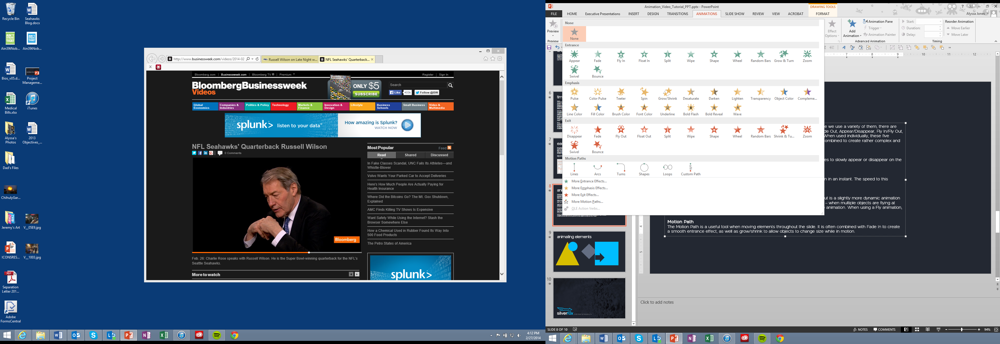 Recycle Bin
Seahawks
Blog.docx
AIN'T
NOBODY
THAT
AIN'T
NOBODY
THAT
Ain39tNob...
Ain39tNob...
Bios_v05.d...
Project
Manageme...
Medical
Bills.xlsx
iTunes
Alyssa's
Photos
2013
Objectives_...
Dad's Files
ChihulyGar...
Jeremy's Art
V__05E9.jpg
ICONSRES...
V__1003.jpg
PDF
Separation
Letter 201...
Adobe
FormsCentral
http://www.businessweek.com/videos/2014-02
Russell Wilson on Late Night w...
NFL Seahawks' Quarterback...
Bloomberg.com | Businessweek.com | Bloomberg TV | Premium
Register | Sign In
BloombergBusinessweek
Videos
ONLY $5
SUBSCRIBE
Search
Like 403k Follow @BW
Global
Economics
Companies &
Industries
Politics & Policy
Technology
Markets &
Finance
Innovation &
Design
Lifestyle
Business
Schools
Small Business
Video &
Multimedia
splunk> listen to your data™
How amazing is Splunk?
WATCH NOW
NFL Seahawks' Quarterback Russell Wilson
0 Comments
Bloomberg
Feb. 26: Charlie Rose speaks with Russell Wilson. He is the Super Bowl-winning quarterback for the NFL's
Seattle Seahawks.
More to watch
Most Popular
Feed
Read Shared Discussed
In Fake Classes Scandal, UNC Fails Its Athletes—and
Whistle-Blower
Volvo Wants Your Parked Car to Accept Deliveries
Here's How Much People Are Actually Paying for
Health Insurance
Where Did the Bitcoins Go? The Mt. Gox Shutdown,
Explained
AMC Finds Killing TV Shows Is Expensive
Want Safety While Using the Internet? Stash the
Browser Somewhere Else
How a Chemical Used in Rubber Found Its Way Into
500 Food Products
The Petro States of America
splunk>
4:12 PM
2/27/2014
Animation_Video_Tutorial_PPT.pptx - PowerPoint
DRAWING TOOLS
FILE HOME Executive Presentations INSERT DESIGN TRANSITIONS ANIMATIONS SLIDE SHOW REVIEW VIEW ACROBAT FORMAT
Alyssa Jones
Preview
Preview
Effect
Options
Add
Animation
Animation Pane
Trigger
Animation Painter
Advanced Animation
Start:
Duration:
Delay:
Reorder Animation
Move Earlier
Move Later
Timing
None
None
Entrance
Appear Fade Fly In Float In Split Wipe Shape Wheel Random Bars Grow & Turn Zoom
Swivel Bounce
Emphasis
Pulse Color Pulse Teeter Spin Grow/Shrink Desaturate Darken Lighten Transparency Object Color Compleme...
Line Color Fill Color Brush Color Font Color Underline Bold Flash Bold Reveal Wave
Exit
Disappear Fade Fly Out Float Out Split Wipe Shape Wheel Random Bars Shrink & Tu... Zoom
Swivel Bounce
Motion Paths
Lines Arcs Turns Shapes Loops Custom Path
More Entrance Effects...
More Emphasis Effects...
More Exit Effects...
More Motion Paths...
OLE Action Verbs...
7 8 9 10 11 12
e we use a variety of them, there are
de Out, Appear/Disappear, Fly In/Fly Out,
When used individually, these five
combined to create rather complex and
es to slowly appear or disappear on the
n in an instant. The speed to this
ut is a slightly more dynamic animation
– when multiple objects are flying at
animation. When using a Fly animation,
Motion Path
The Motion Path is a useful tool when moving elements throughout the slide. It is often combined with Fade In to create
a smooth entrance effect, as well as grow/shrink to allow objects to change size while in motion.
6
7
8
9
animating elements
10
silverfox
4
5
Click to add notes
SLIDE 8 OF 10
NOTES COMMENTS
94%